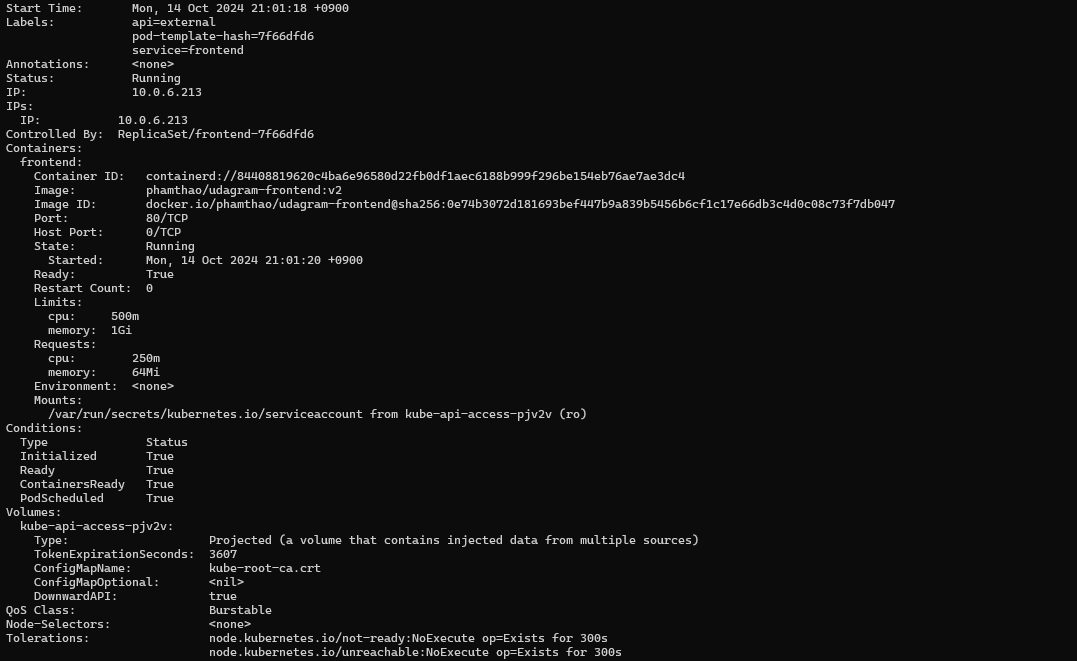 Start Time:       Mon, 14 Oct 2024 21:01:18 +0900
Labels:           api=external
                  pod-template-hash=7f66dfd6
                  service=frontend
Annotations:      <none>
Status:           Running
IP:               10.0.6.213
IPs:
  IP:           10.0.6.213
Controlled By:  ReplicaSet/frontend-7f66dfd6
Containers:
  frontend:
    Container ID:   containerd://84408819620c4ba6e96580d22fb0df1aec6188b999f296be154eb76ae7ae3dc4
    Image:          phamthao/udagram-frontend:v2
    Image ID:       docker.io/phamthao/udagram-frontend@sha256:0e74b3072d181693bef447b9a839b5456b6cf1c17e66db3c4d0c08c73f7db047
    Port:           80/TCP
    Host Port:      0/TCP
    State:          Running
      Started:      Mon, 14 Oct 2024 21:01:20 +0900
    Ready:          True
    Restart Count:  0
    Limits:
      cpu:     500m
      memory:  1Gi
    Requests:
      cpu:        250m
      memory:     64Mi
    Environment:  <none>
    Mounts:
      /var/run/secrets/kubernetes.io/serviceaccount from kube-api-access-pjv2v (ro)
Conditions:
  Type              Status
  Initialized       True
  Ready             True
  ContainersReady   True
  PodScheduled      True
Volumes:
  kube-api-access-pjv2v:
    Type:                    Projected (a volume that contains injected data from multiple sources)
    TokenExpirationSeconds:  3607
    ConfigMapName:           kube-root-ca.crt
    ConfigMapOptional:       <nil>
    DownwardAPI:             true
QoS Class:                   Burstable
Node-Selectors:              <none>
Tolerations:                 node.kubernetes.io/not-ready:NoExecute op=Exists for 300s
                             node.kubernetes.io/unreachable:NoExecute op=Exists for 300s